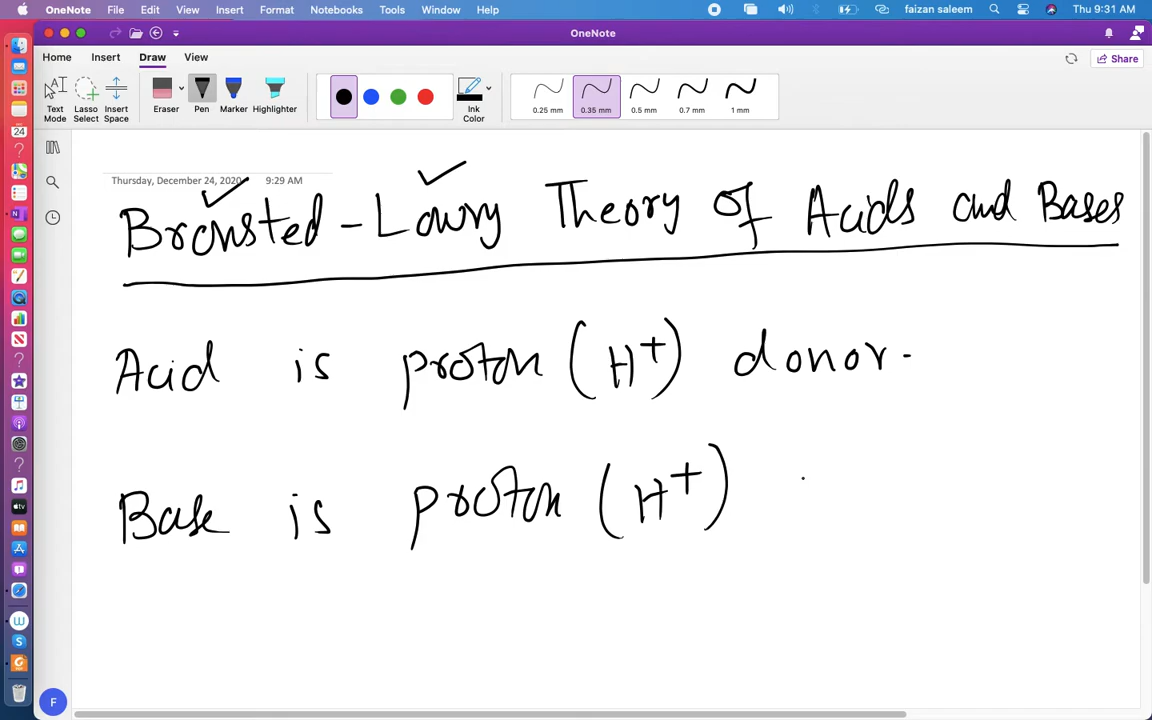 OneNote File Edit View Insert Format Notebooks Tools Window Help faizan saleem Thu 9:31 AM
OneNote
Home Insert Draw View
Share
Text Mode
Lasso Select
Insert Space
Eraser
Pen
Marker
Highlighter
Ink Color
0.25 mm
0.35 mm
0.5 mm
0.7 mm
1 mm
24
Thursday, December 24, 2020 9:29 AM
Bronsted - Lowry Theory of Acids and Bases
Acid is proton (H+) donor.
Base is proton (H+)
F